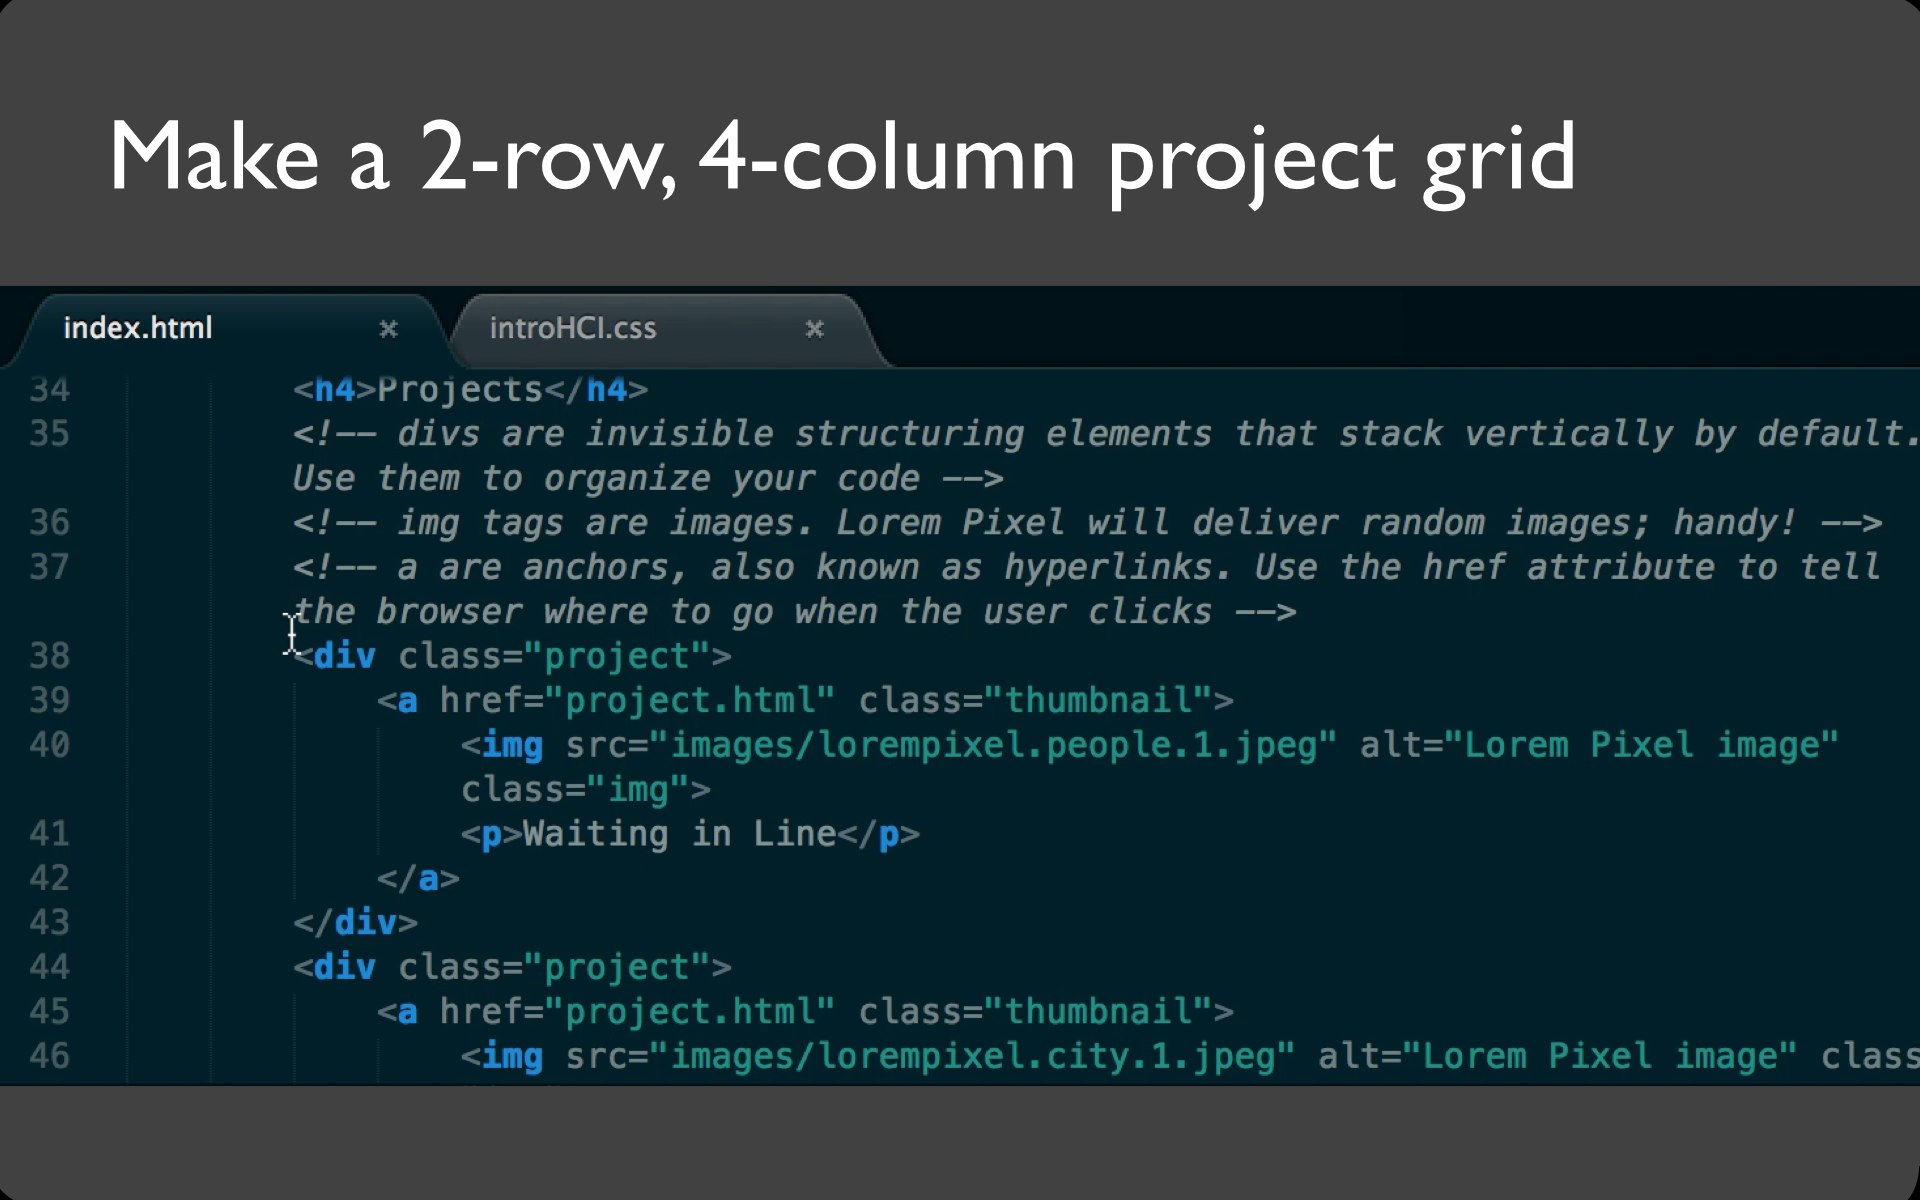 Make a 2-row, 4-column project grid
index.html × introHCI.css ×
34 <h4>Projects</h4>
35 <!-- divs are invisible structuring elements that stack vertically by default.
Use them to organize your code -->
36 <!-- img tags are images. Lorem Pixel will deliver random images; handy! -->
37 <!-- a are anchors, also known as hyperlinks. Use the href attribute to tell
the browser where to go when the user clicks -->
38 <div class="project">
39 <a href="project.html" class="thumbnail">
40 <img src="images/lorempixel.people.1.jpeg" alt="Lorem Pixel image"
class="img">
41 <p>Waiting in Line</p>
42 </a>
43 </div>
44 <div class="project">
45 <a href="project.html" class="thumbnail">
46 <img src="images/lorempixel.city.1.jpeg" alt="Lorem Pixel image" class